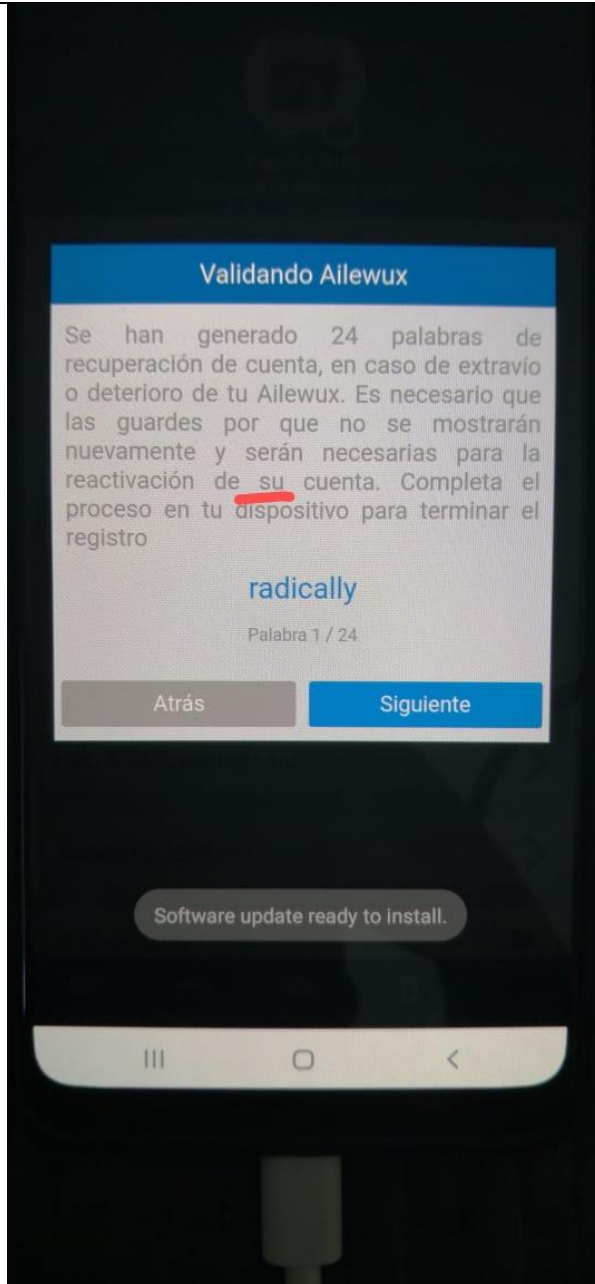 Validando Ailewux
Se han generado 24 palabras de
recuperación de cuenta, en caso de extravío
o deterioro de tu Ailewux. Es necesario que
las guardes por que no se mostrarán
nuevamente y serán necesarias para la
reactivación de su cuenta. Completa el
proceso en tu dispositivo para terminar el
registro
radically
Palabra 1 / 24
Atrás
Siguiente
Software update ready to install.